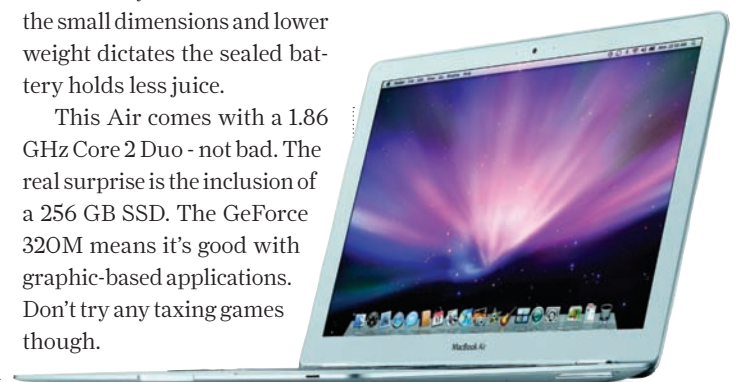 the small dimensions and lower
weight dictates the sealed bat-
tery holds less juice.
This Air comes with a 1.86
GHz Core 2 Duo - not bad. The
real surprise is the inclusion of
a 256 GB SSD. The GeForce
320M means it's good with
graphic-based applications.
Don't try any taxing games
though.
MacBook Air